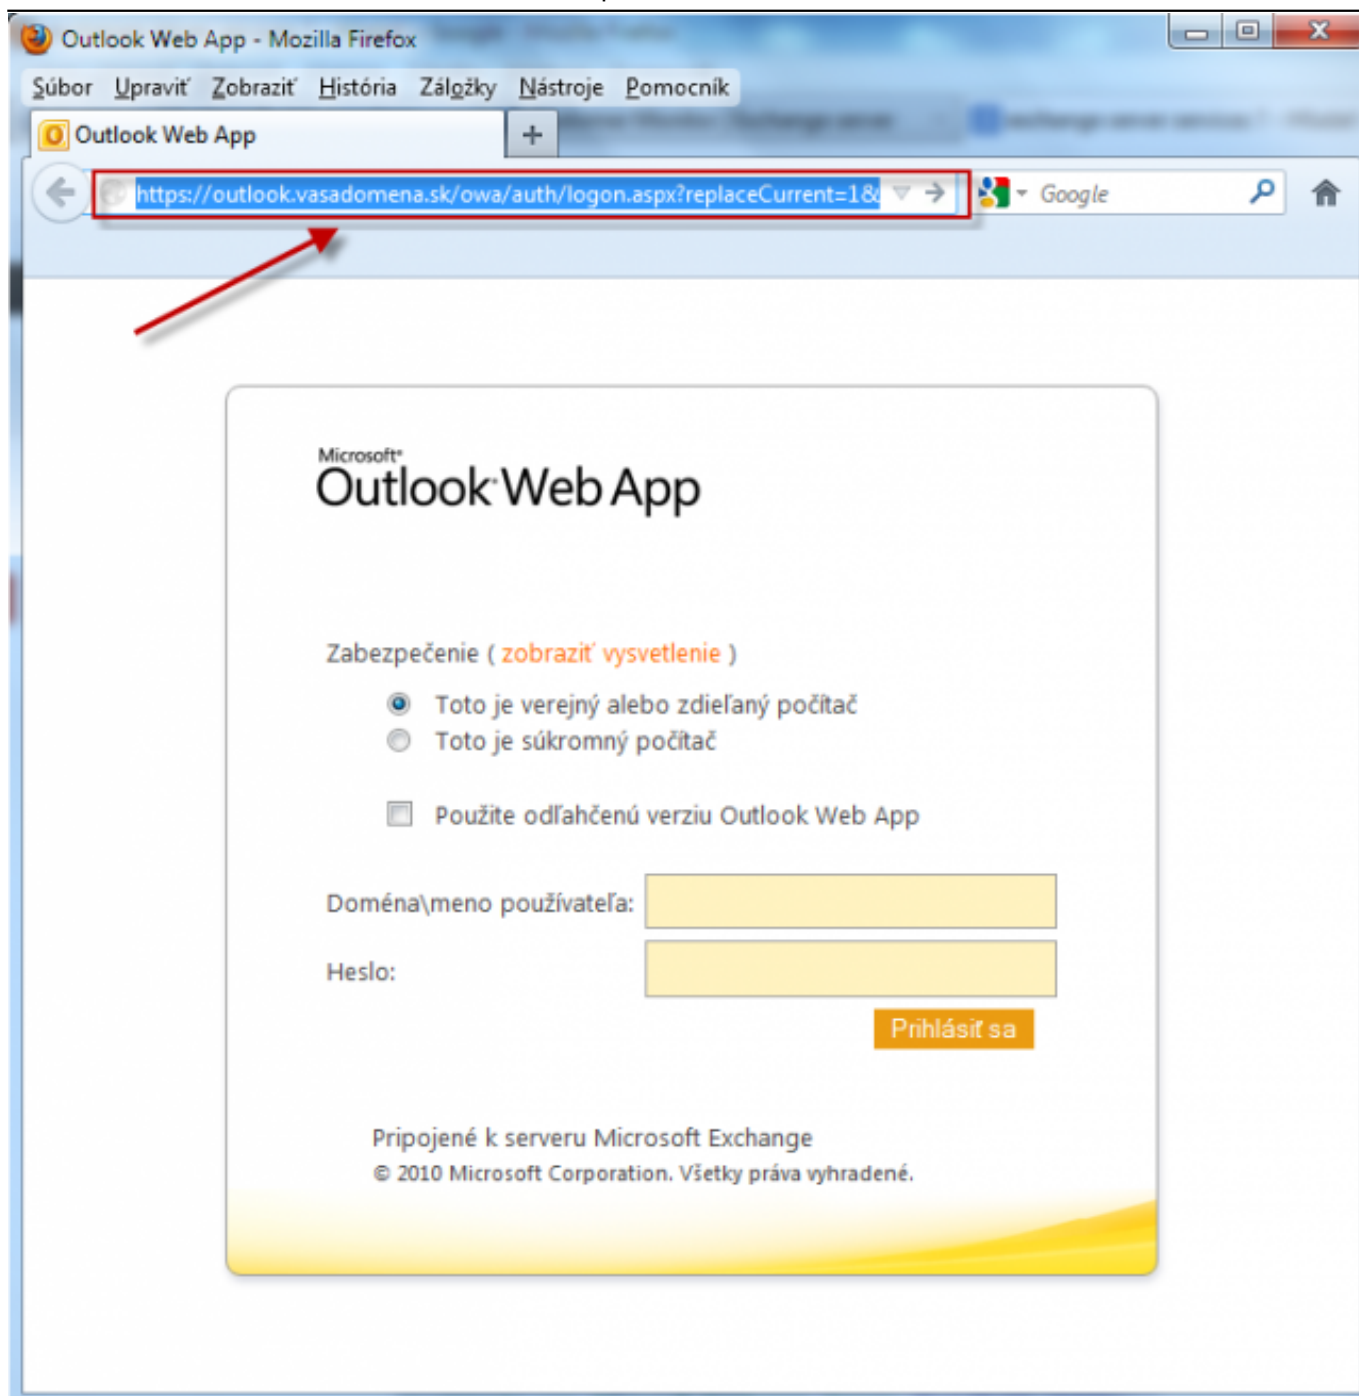 Outlook Web App - Mozilla Firefox
Súbor Upraviť Zobraziť História Záložky Nástroje Pomocník
Outlook Web App
https://outlook.vasadomena.sk/owa/auth/logon.aspx?replaceCurrent=1& Google
Microsoft®
Outlook® Web App
Zabezpečenie ( zobraziť vysvetlenie )
Toto je verejný alebo zdieľaný počítač
Toto je súkromný počítač
Použite odľahčenú verziu Outlook Web App
Doména\meno používateľa:
Heslo:
Prihlásiť sa
Pripojené k serveru Microsoft Exchange
© 2010 Microsoft Corporation. Všetky práva vyhradené.